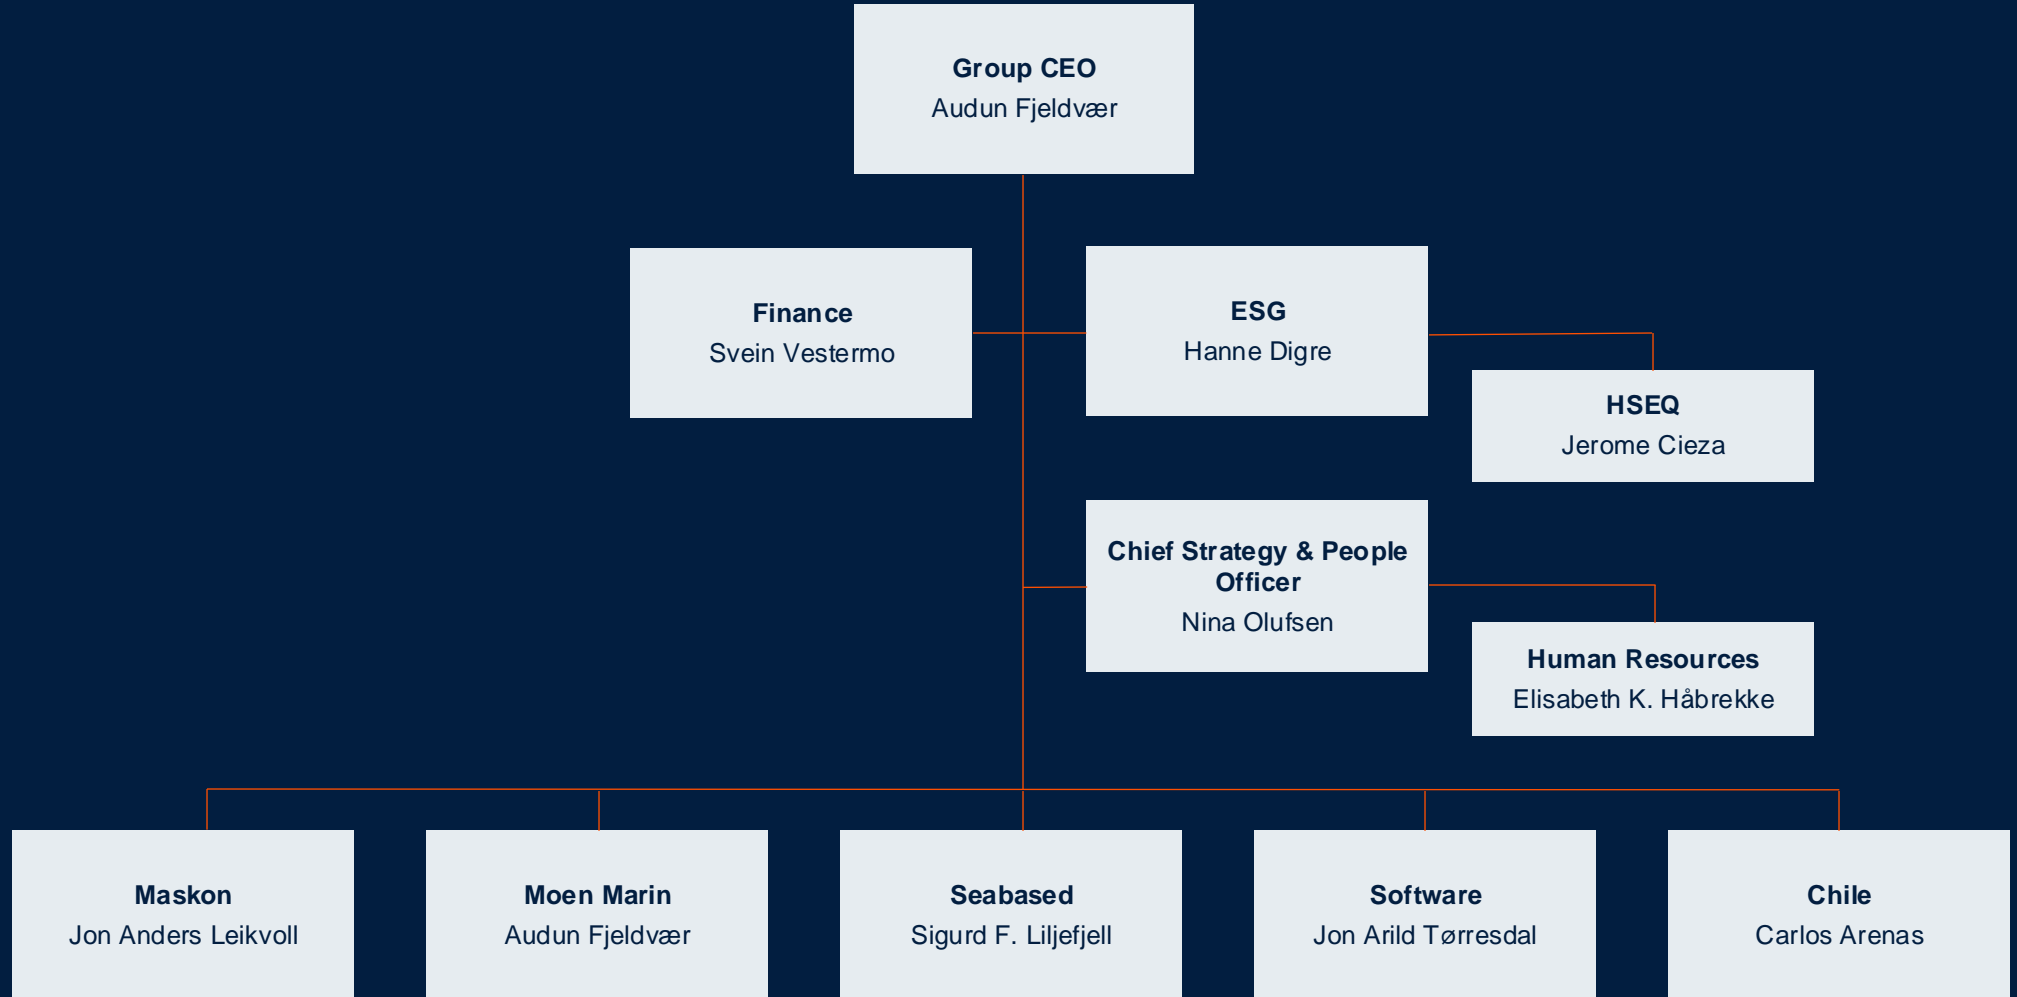 Group CEO
Audun Fjeldvær
Finance
Svein Vestermo
ESG
Hanne Digre
HSEQ
Jerome Cieza
Chief Strategy & People
Officer
Nina Olufsen
Human Resources
Elisabeth K. Håbrekke
Maskon
Jon Anders Leikvoll
Moen Marin
Audun Fjeldvær
Seabased
Sigurd F. Liljefjell
Software
Jon Arild Tørresdal
Chile
Carlos Arenas